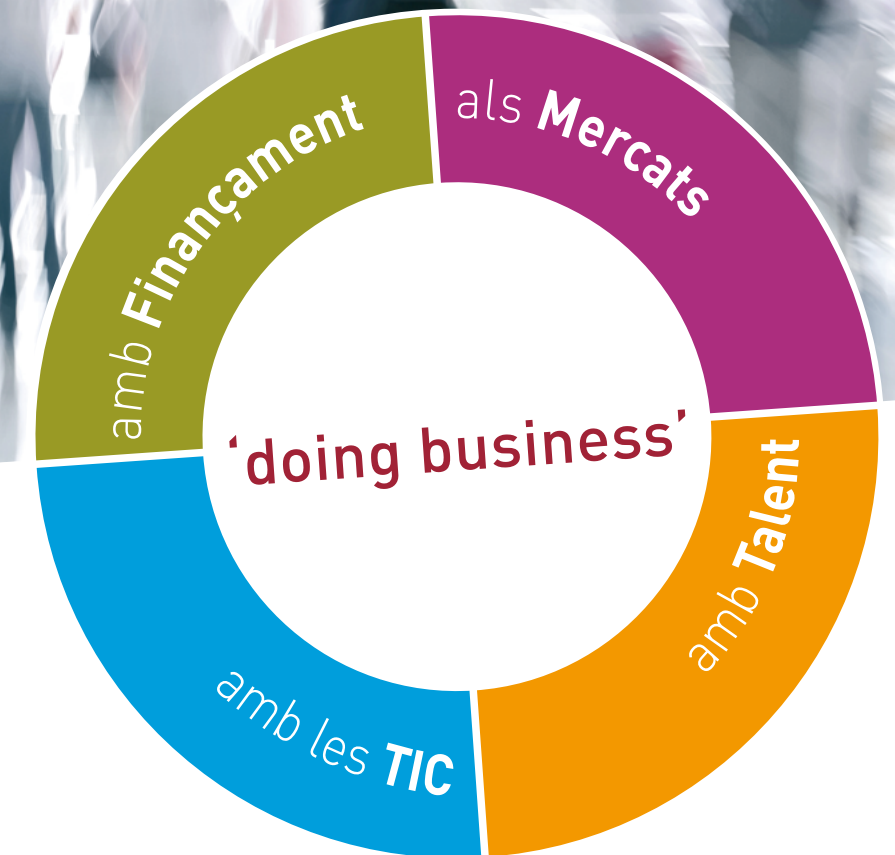 amb Finançament
als Mercats
'doing business'
amb Talent
amb les TIC